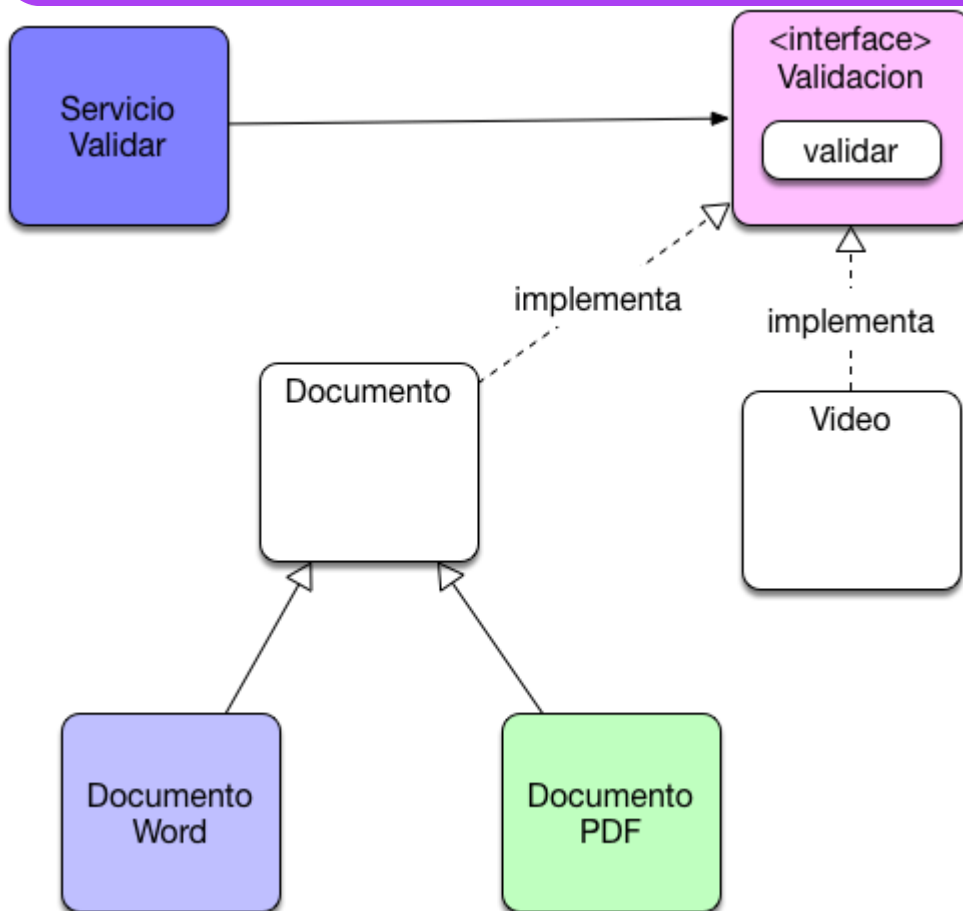 Servicio
Validar
<interface>
Validacion
validar
implementa
implementa
Documento
Video
Documento
Word
Documento
PDF